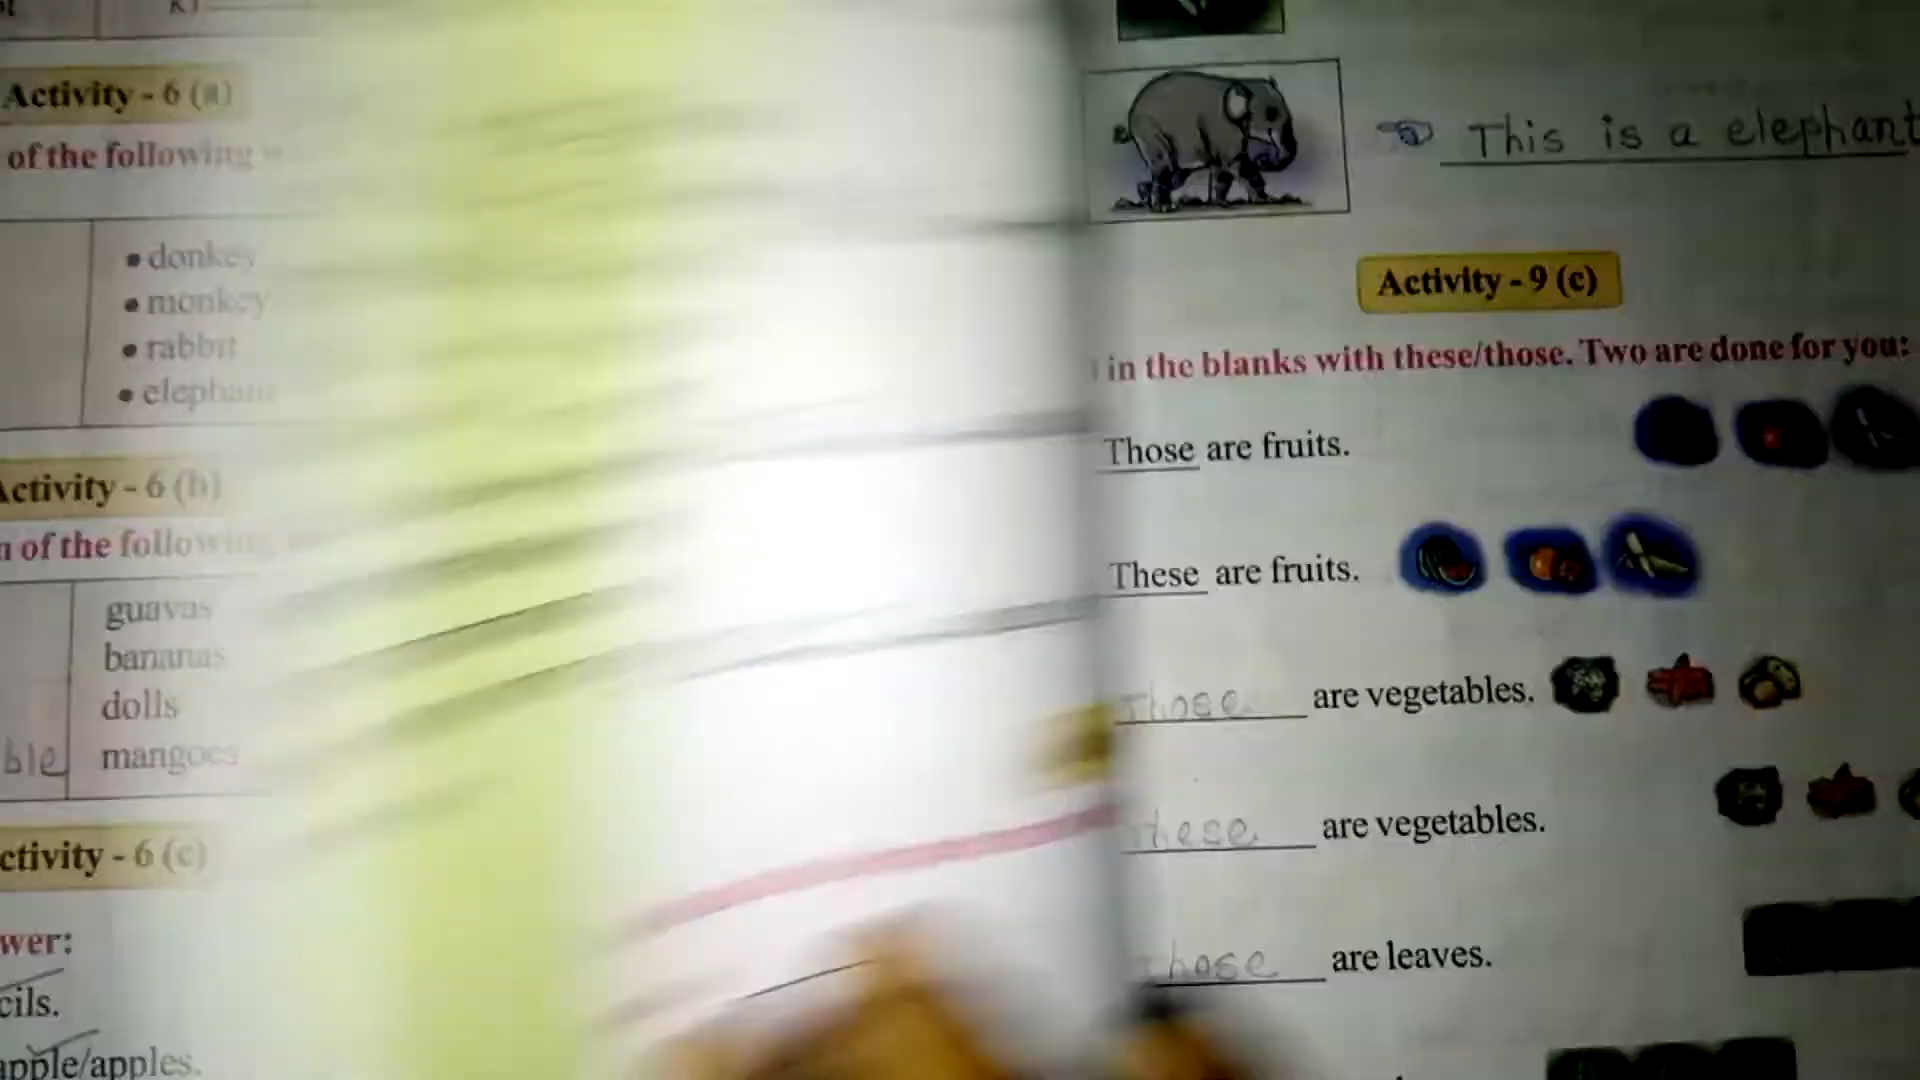 Activity - 6 (a)
of the following
• donkey
• monkey
• rabbit
• elephant
Activity - 6 (b)
of the following
guavas
bananas
dolls
ble mangoes
ctivity - 6 (c)
wer:
cils.
apple/apples.
This is a elephant
Activity - 9 (c)
in the blanks with these/those. Two are done for you:
Those are fruits.
These are fruits.
Those are vegetables.
These are vegetables.
Those are leaves.